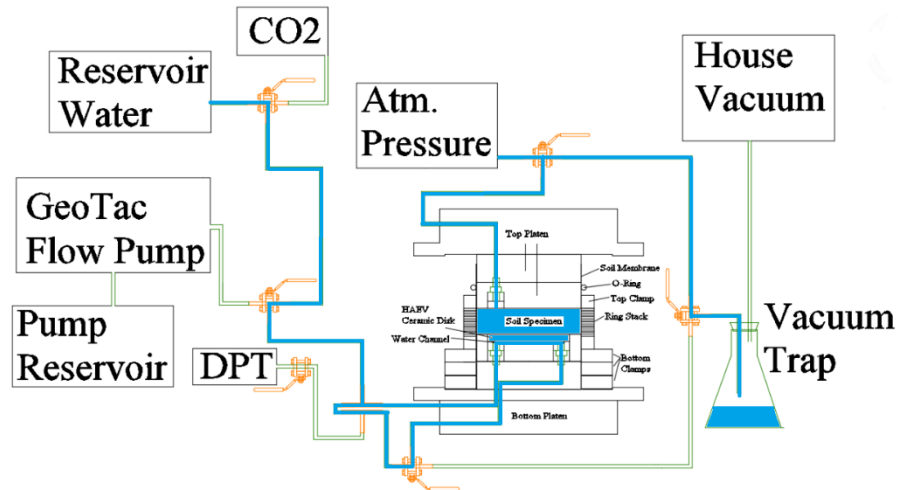 CO2
Reservoir
Water
House
Vacuum
Atm.
Pressure
GeoTac
Flow Pump
Pump
Reservoir
DPT
Top Platen
Soil Membrane
O-Ring
Top Clamp
HAEV
Ceramic Disk
Soil Specimen
Ring Stack
Water Channel
Bottom
Clamps
Bottom Platen
Vacuum
Trap